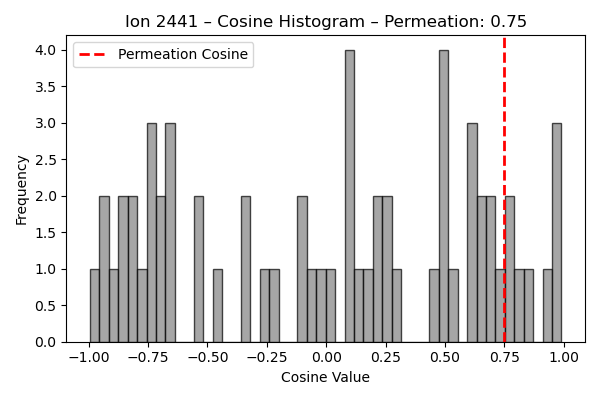 Ion 2441 – Cosine Histogram – Permeation: 0.75
Permeation Cosine
Frequency
4.0
3.5
3.0
2.5
2.0
1.5
1.0
0.5
0.0
−1.00 −0.75 −0.50 −0.25 0.00 0.25 0.50 0.75 1.00
Cosine Value